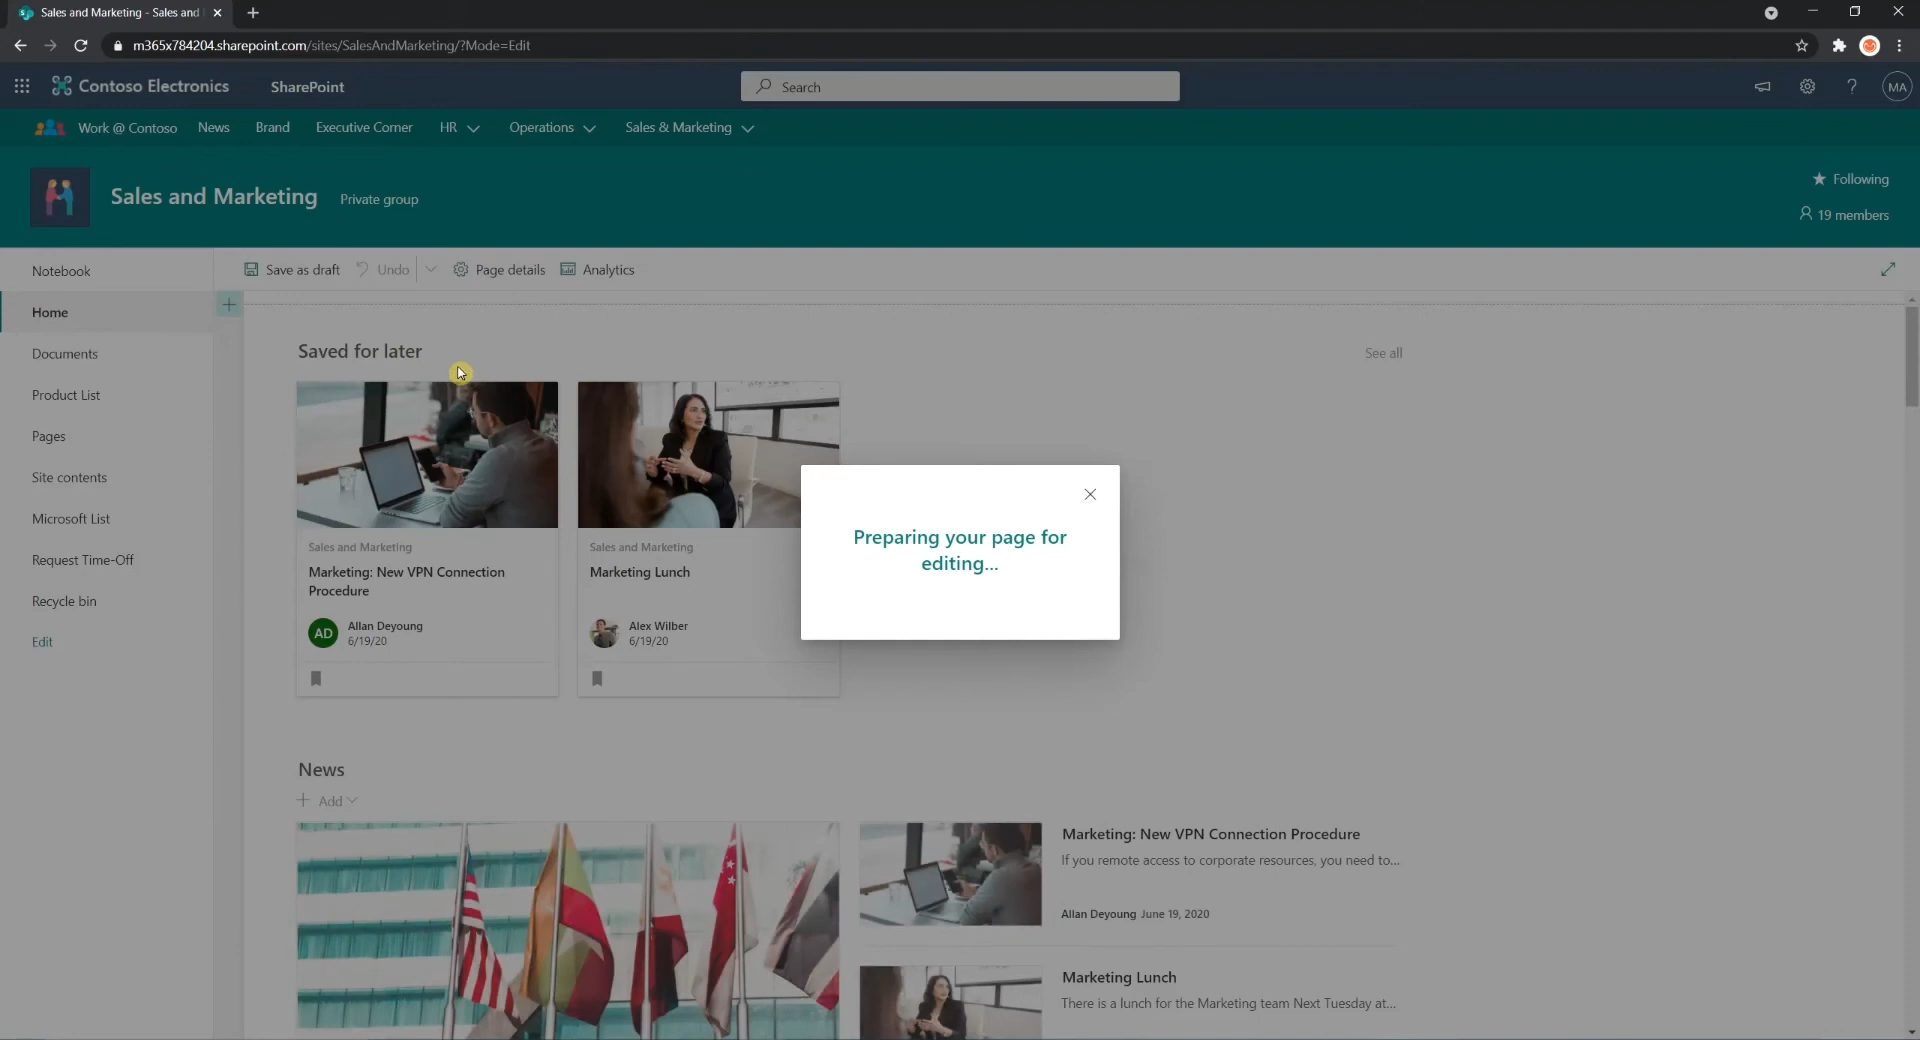 Sales and Marketing - Sales and
m365x784204.sharepoint.com/sites/SalesAndMarketing/?Mode=Edit
Contoso Electronics
SharePoint
Search
MA
Work @ Contoso
News
Brand
Executive Corner
HR
Operations
Sales & Marketing
Sales and Marketing
Private group
Following
19 members
Notebook
Home
Documents
Product List
Pages
Site contents
Microsoft List
Request Time-Off
Recycle bin
Edit
Save as draft
Undo
Page details
Analytics
Saved for later
See all
Sales and Marketing
Marketing: New VPN Connection
Procedure
AD
Allan Deyoung
6/19/20
Sales and Marketing
Marketing Lunch
Alex Wilber
6/19/20
Preparing your page for
editing...
News
Add
Marketing: New VPN Connection Procedure
If you remote access to corporate resources, you need to...
Allan Deyoung June 19, 2020
Marketing Lunch
There is a lunch for the Marketing team Next Tuesday at...